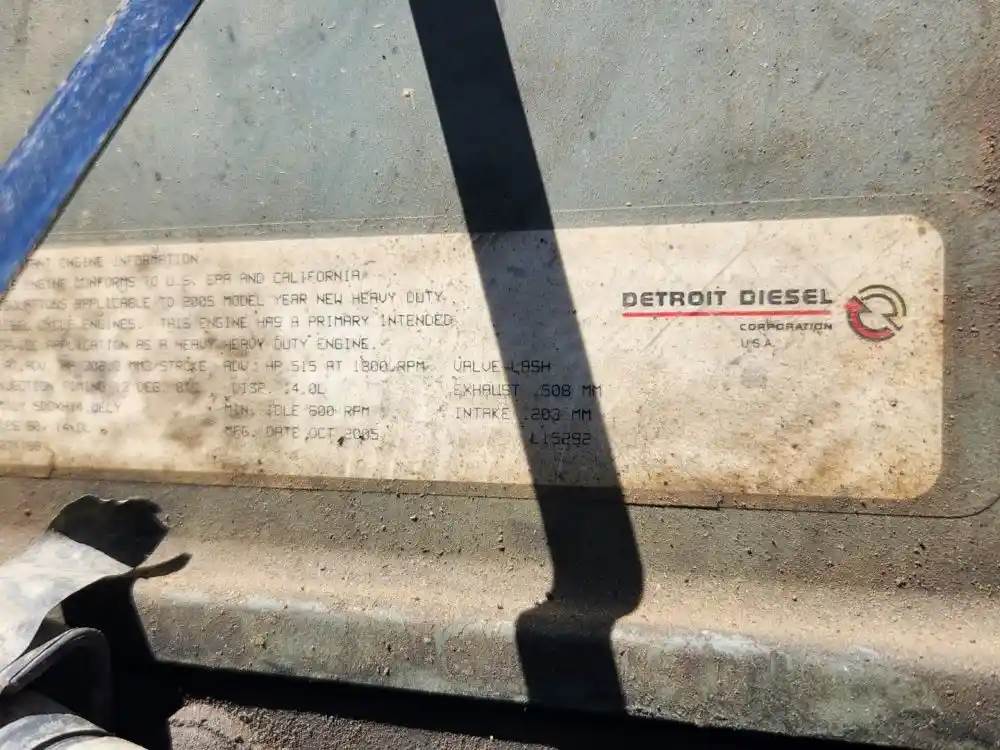 ENGINE INFORMATION
ENGINE CONFORMS TO U.S. EPA AND CALIFORNIA
APPLICABLE TO 2005 MODEL YEAR NEW HEAVY DUTY
CYCLE ENGINES. THIS ENGINE HAS A PRIMARY INTENDED
APPLICATION AS A HEAVY HEAVY DUTY ENGINE.
MM3/STROKE ADV. HP 515 AT 1800 RPM VALVE LASH
DISP. 14.0L EXHAUST .508 MM
MIN. IDLE 600 RPM INTAKE .203 MM
MFG. DATE OCT 2005 L15292
DETROIT DIESEL
CORPORATION
U.S.A.